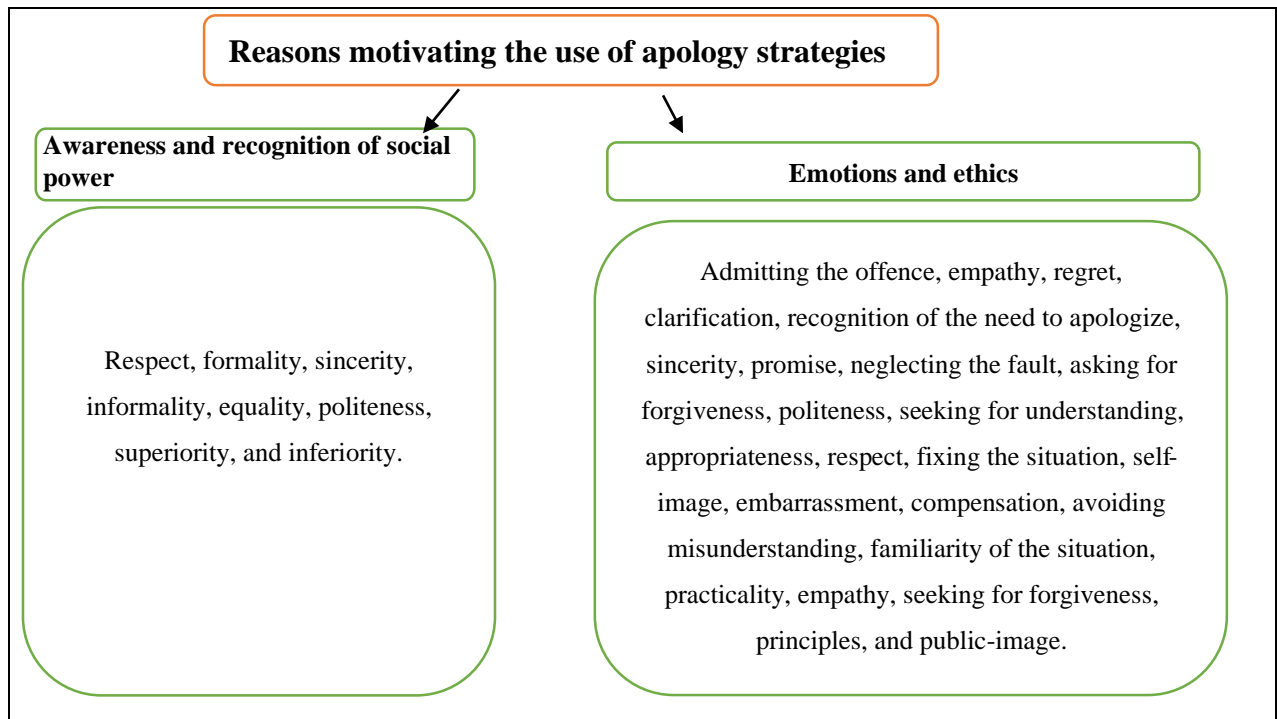 Reasons motivating the use of apology strategies
Awareness and recognition of social
power
Respect, formality, sincerity,
informality, equality, politeness,
superiority, and inferiority.
Emotions and ethics
Admitting the offence, empathy, regret,
clarification, recognition of the need to apologize,
sincerity, promise, neglecting the fault, asking for
forgiveness, politeness, seeking for understanding,
appropriateness, respect, fixing the situation, self-
image, embarrassment, compensation, avoiding
misunderstanding, familiarity of the situation,
practicality, empathy, seeking for forgiveness,
principles, and public-image.